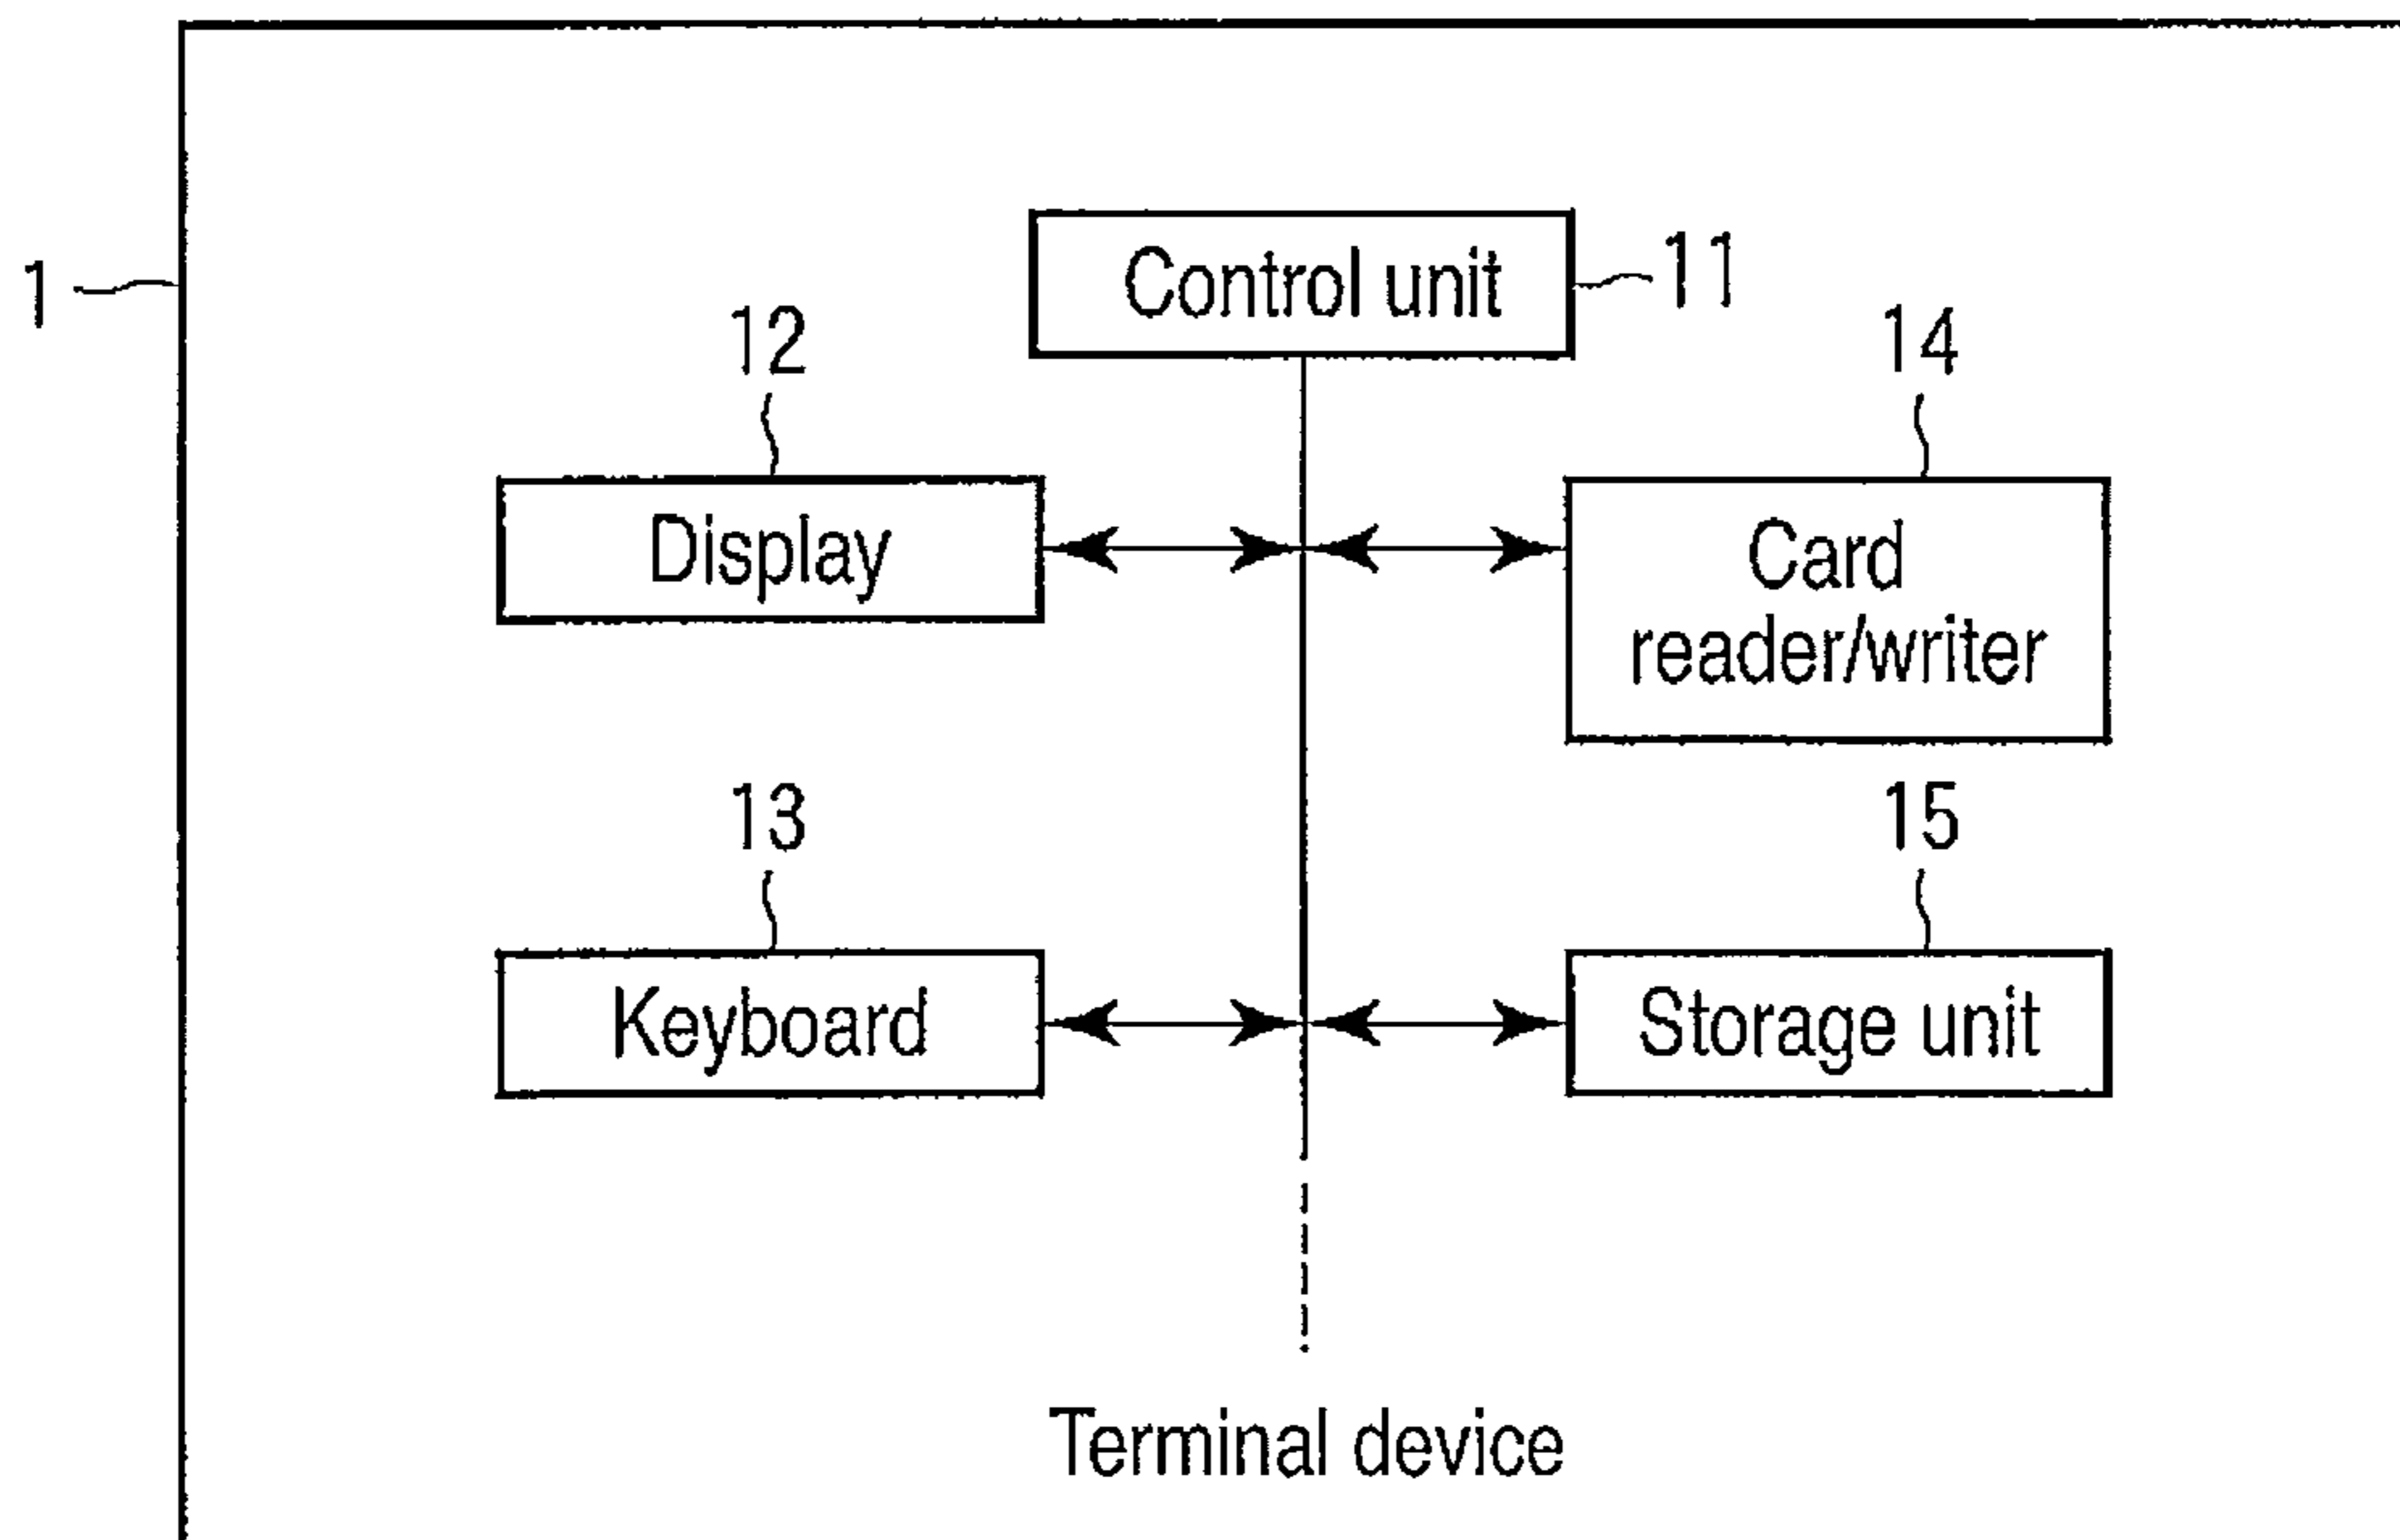 1
Control unit
11
12
14
Display
Card
reader/writer
13
15
Keyboard
Storage unit
Terminal device